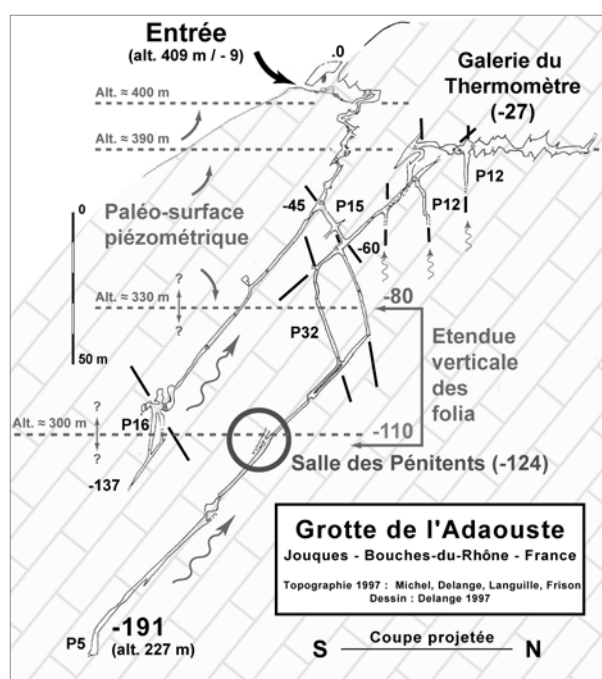 Entrée
(alt. 409 m / - 9)
.0
Galerie du
Thermomètre
(-27)
Alt. ≈ 400 m
Alt. ≈ 390 m
P12
P12
-45
P15
Paléo-surface
piézométrique
-60
0
50 m
?
Alt. ≈ 330 m
?
-80
P32
Etendue
verticale
des
folia
?
P16
Alt. ≈ 300 m
?
-110
Salle des Pénitents (-124)
-137
Grotte de l'Adaouste
Jouques - Bouches-du-Rhône - France
Topographie 1997 : Michel, Delange, Languille, Frison
Dessin : Delange 1997
-191
(alt. 227 m)
P5
Coupe projetée
S N